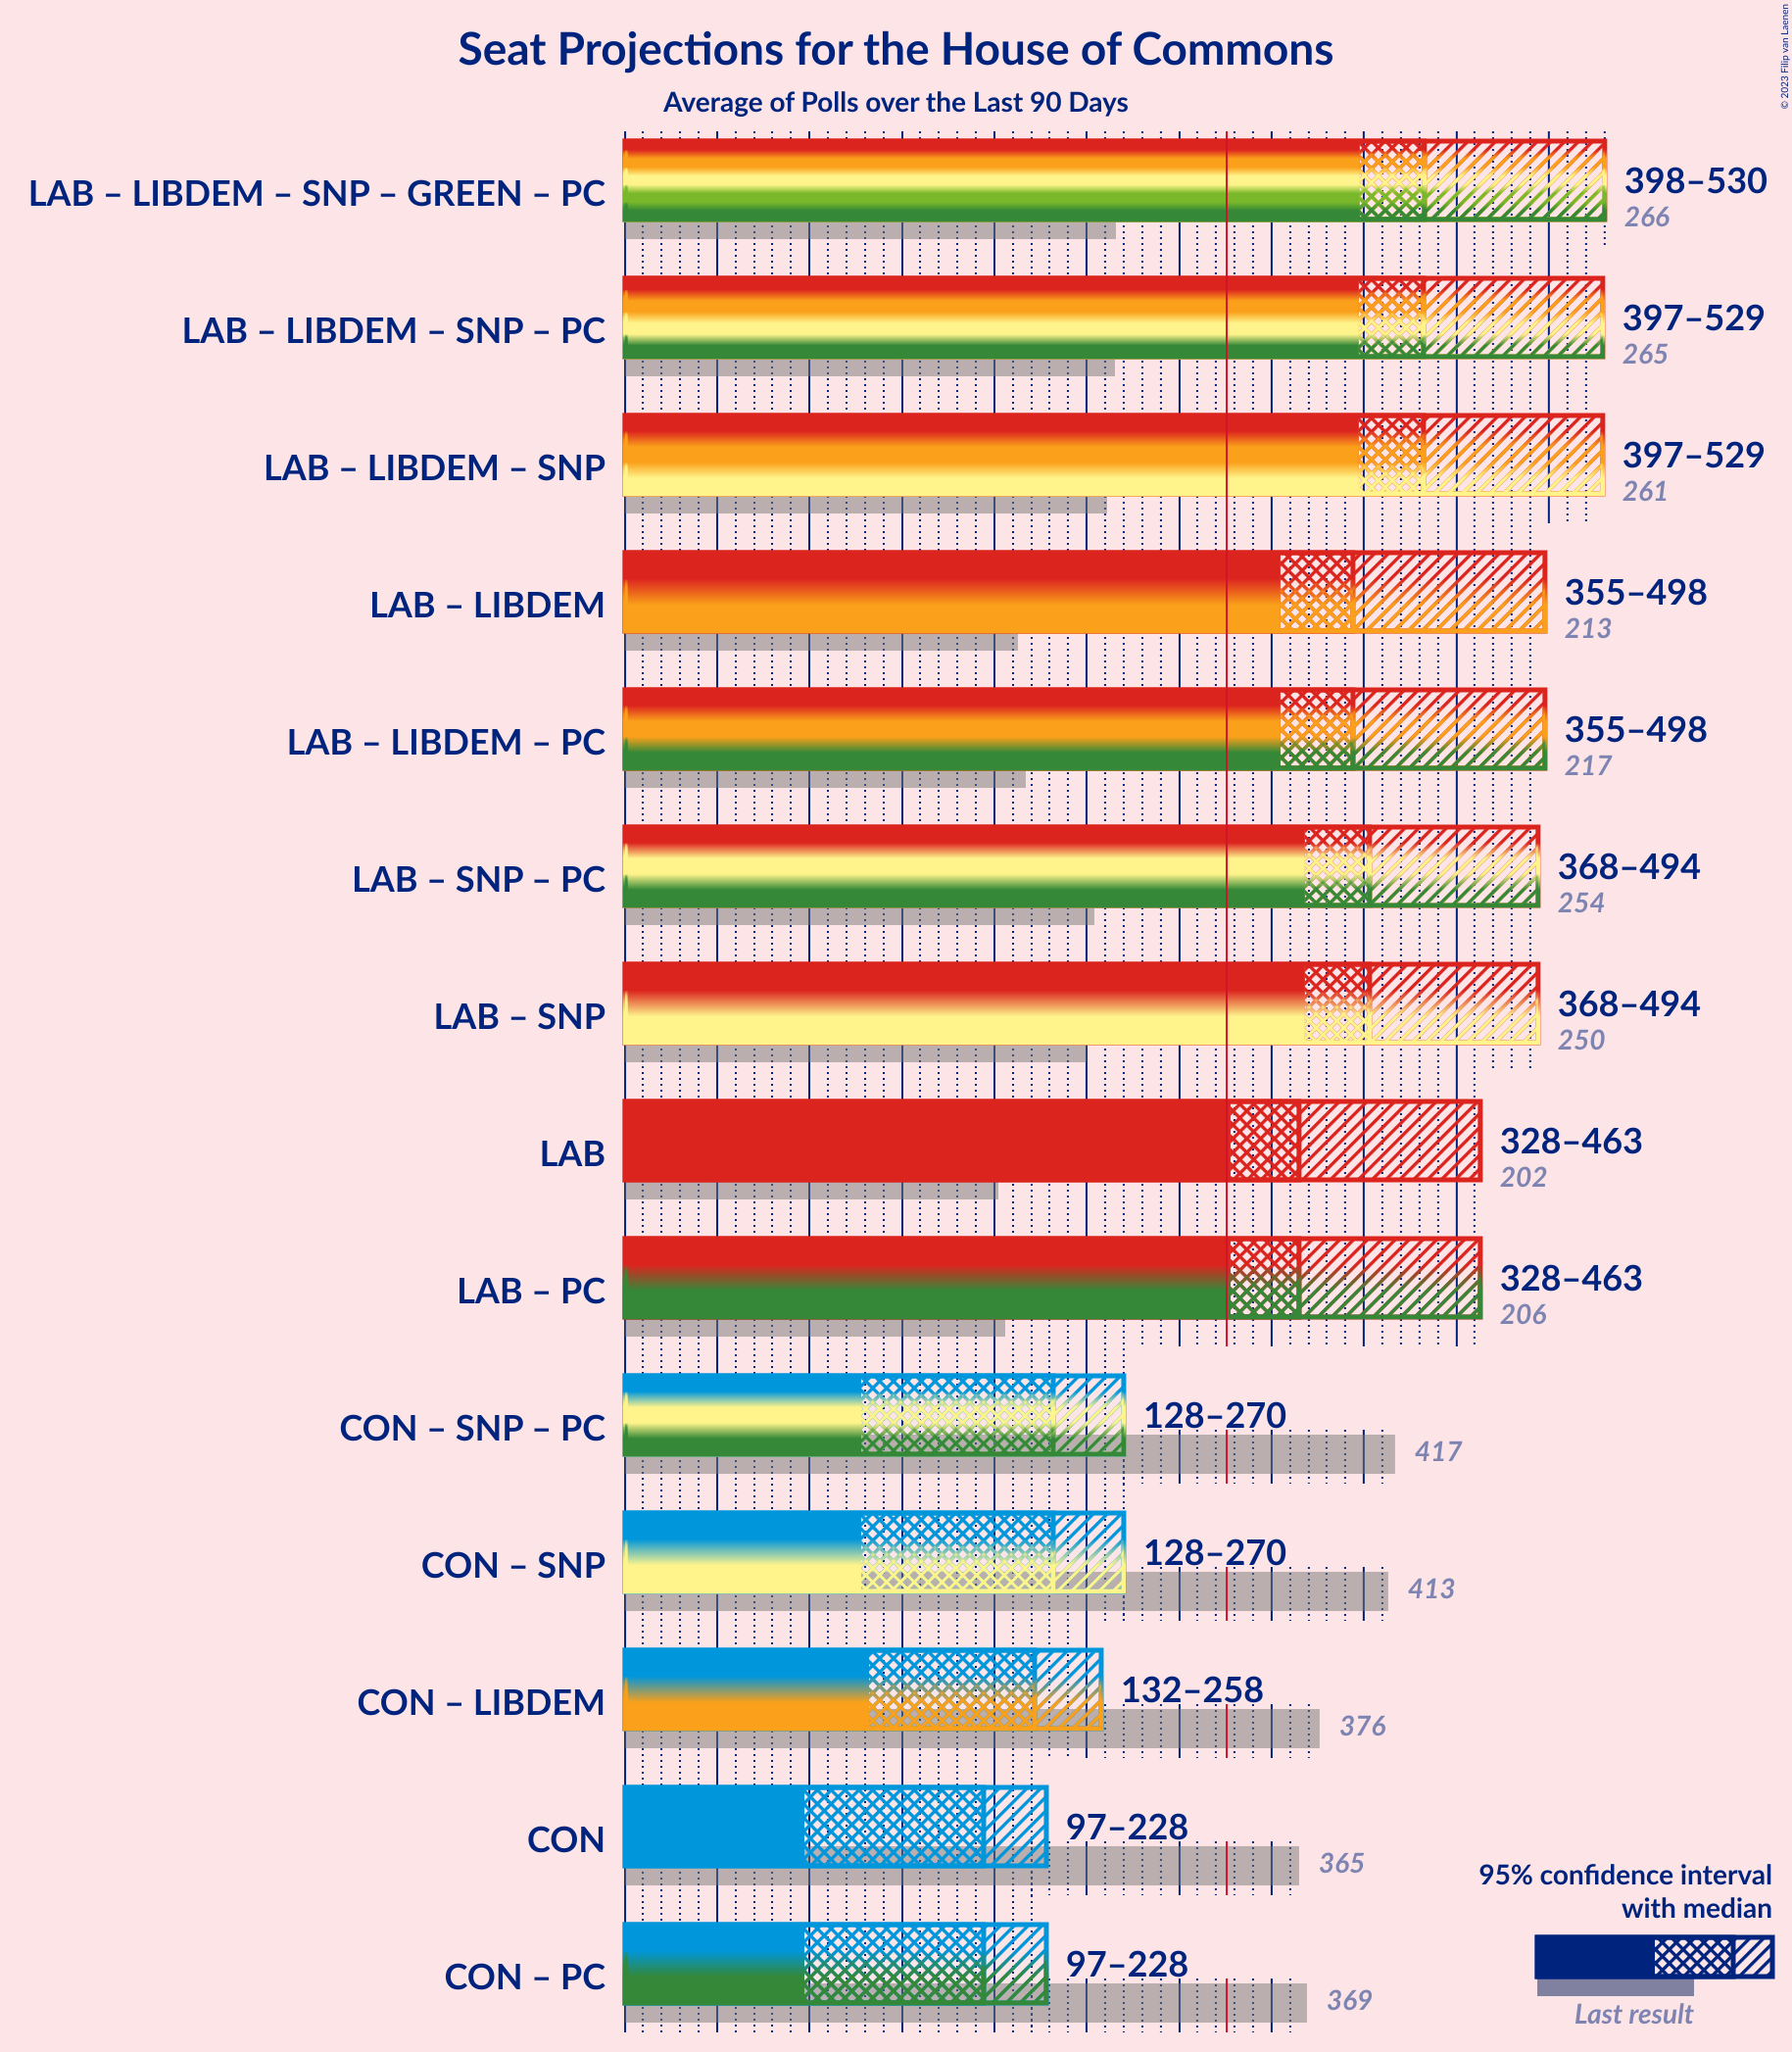 Seat Projections for the House of Commons
Average of Polls over the Last 90 Days
© 2023 Filip van Laenen
LAB – LIBDEM – SNP – GREEN – PC
398–530
266
LAB – LIBDEM – SNP – PC
397–529
265
LAB – LIBDEM – SNP
397–529
261
LAB – LIBDEM
355–498
213
LAB – LIBDEM – PC
355–498
217
LAB – SNP – PC
368–494
254
LAB – SNP
368–494
250
LAB
328–463
202
LAB – PC
328–463
206
CON – SNP – PC
128–270
417
CON – SNP
128–270
413
CON – LIBDEM
132–258
376
CON
97–228
365
CON – PC
97–228
369
95% confidence interval
with median
Last result